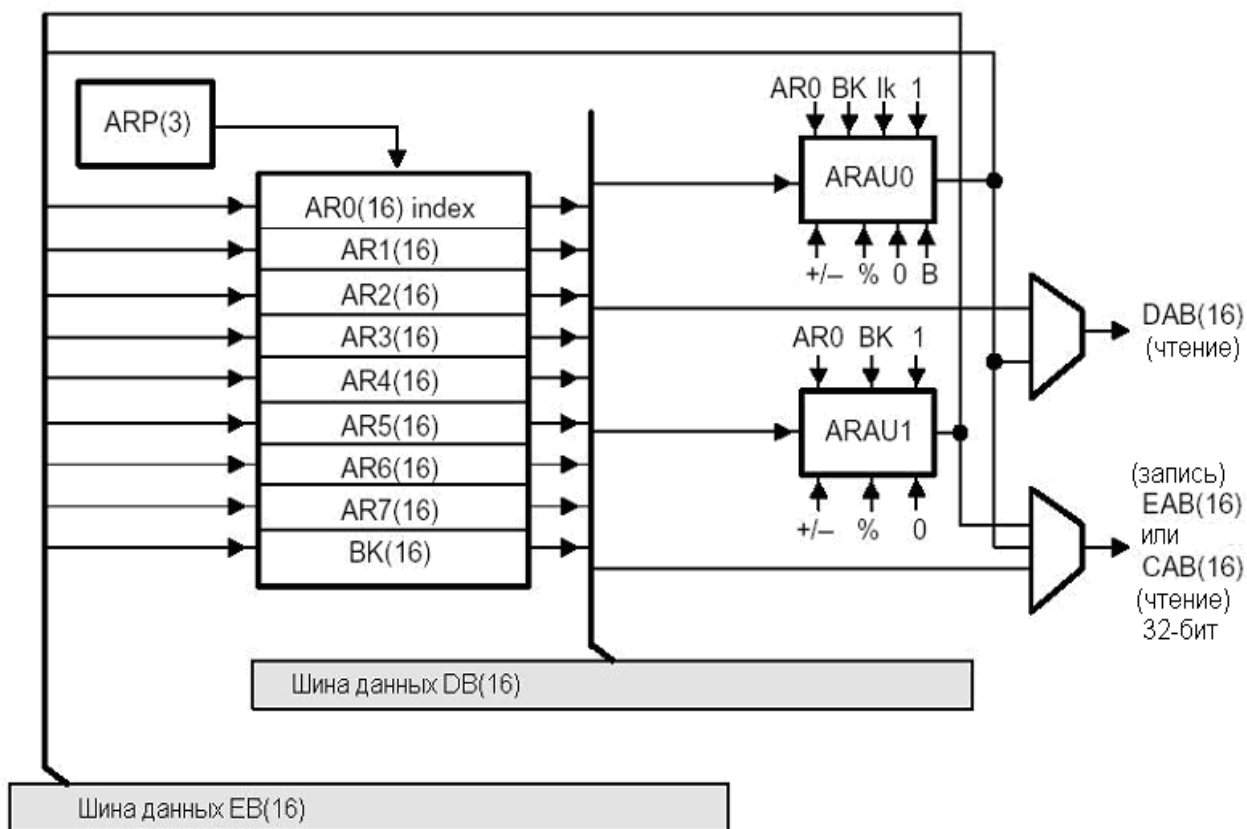 AR0 BK lk 1
ARP(3)
ARAU0
AR0(16) index
AR1(16)
AR2(16)
AR3(16)
AR4(16)
AR5(16)
AR6(16)
AR7(16)
BK(16)
+/– % 0 B
DAB(16)
(чтение)
AR0 BK 1
ARAU1
+/– % 0
(запись)
EAB(16)
или
CAB(16)
(чтение)
32-бит
Шина данных DB(16)
Шина данных EB(16)